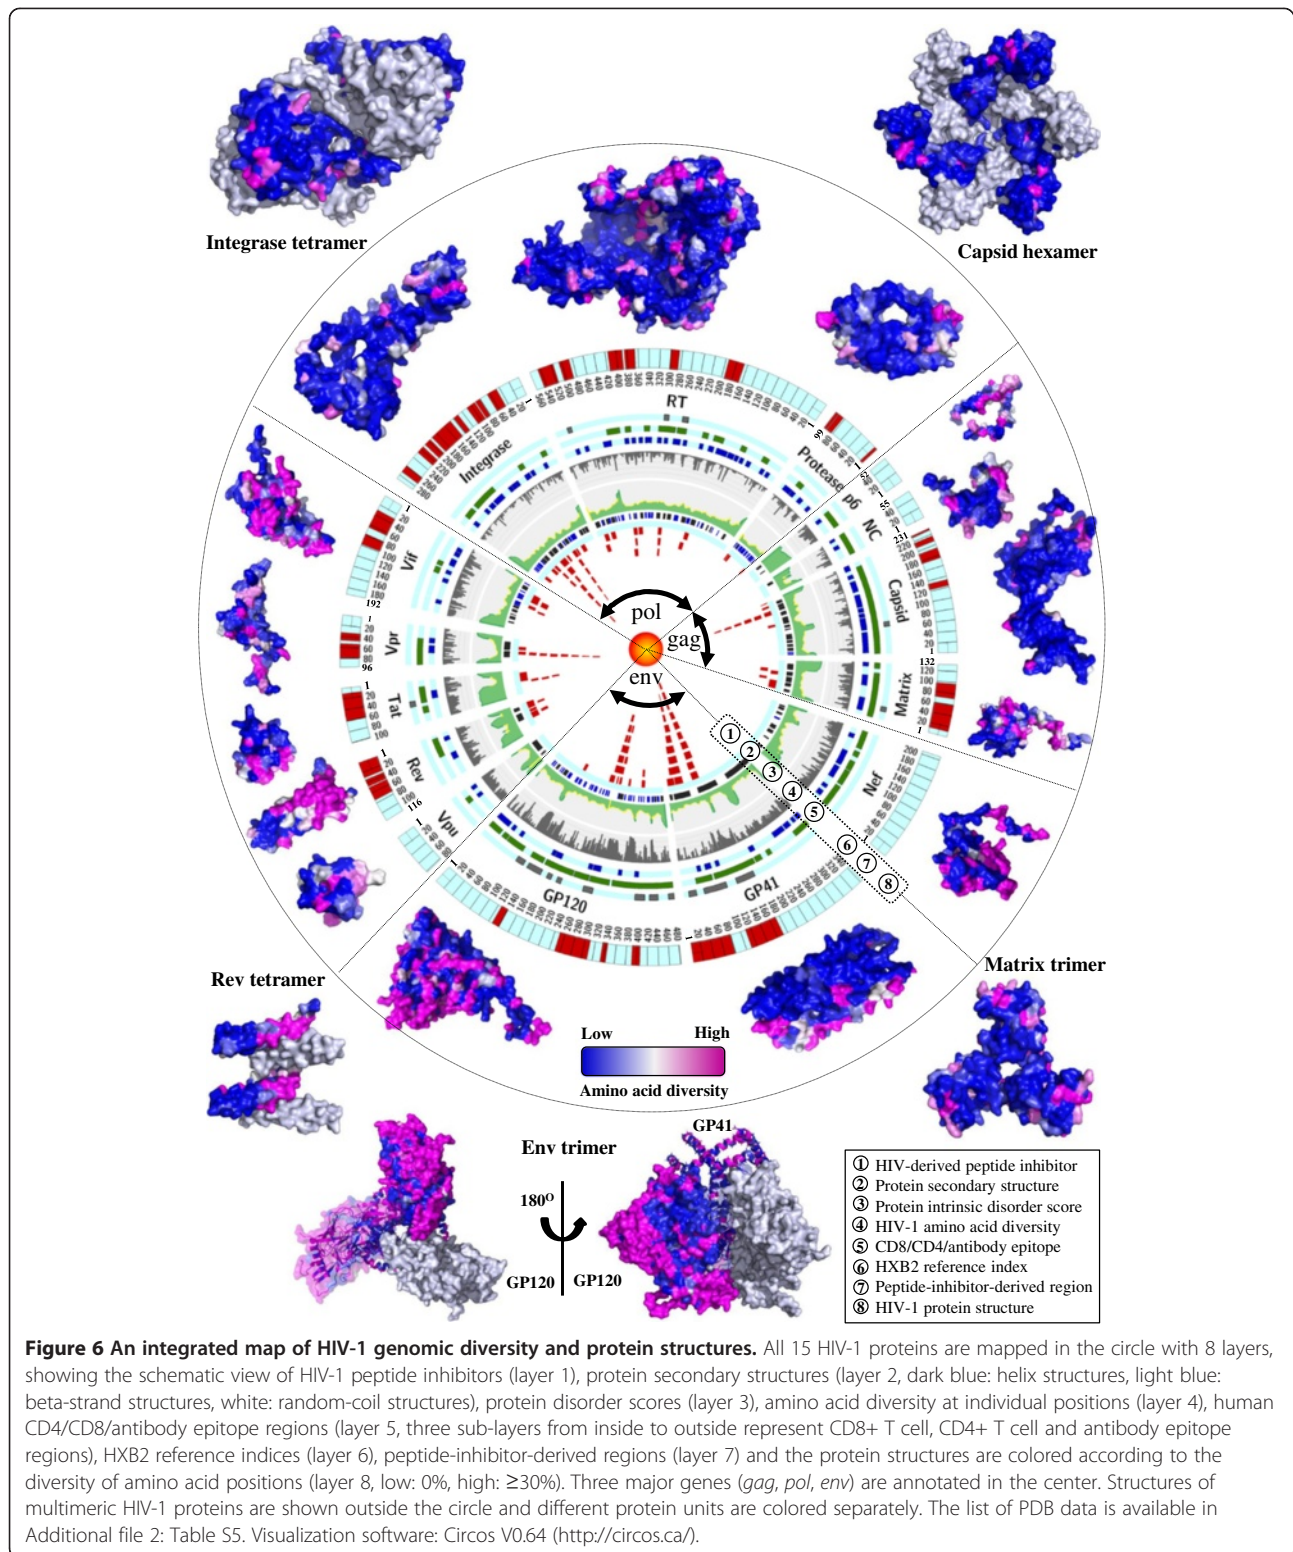 Integrase tetramer
Capsid hexamer
RT
Integrase
Protease
p6
NC
Capsid
Matrix
Vif
Vpr
Tat
Rev
Vpu
GP120
GP41
Nef
pol
gag
env
①
②
③
④
⑤
⑥
⑦
⑧
Rev tetramer
Matrix trimer
Low High
Amino acid diversity
Env trimer
GP41
180O
GP120 GP120
① HIV-derived peptide inhibitor
② Protein secondary structure
③ Protein intrinsic disorder score
④ HIV-1 amino acid diversity
⑤ CD8/CD4/antibody epitope
⑥ HXB2 reference index
⑦ Peptide-inhibitor-derived region
⑧ HIV-1 protein structure
Figure 6 An integrated map of HIV-1 genomic diversity and protein structures. All 15 HIV-1 proteins are mapped in the circle with 8 layers,
showing the schematic view of HIV-1 peptide inhibitors (layer 1), protein secondary structures (layer 2, dark blue: helix structures, light blue:
beta-strand structures, white: random-coil structures), protein disorder scores (layer 3), amino acid diversity at individual positions (layer 4), human
CD4/CD8/antibody epitope regions (layer 5, three sub-layers from inside to outside represent CD8+ T cell, CD4+ T cell and antibody epitope
regions), HXB2 reference indices (layer 6), peptide-inhibitor-derived regions (layer 7) and the protein structures are colored according to the
diversity of amino acid positions (layer 8, low: 0%, high: ≥30%). Three major genes (gag, pol, env) are annotated in the center. Structures of
multimeric HIV-1 proteins are shown outside the circle and different protein units are colored separately. The list of PDB data is available in
Additional file 2: Table S5. Visualization software: Circos V0.64 (http://circos.ca/).